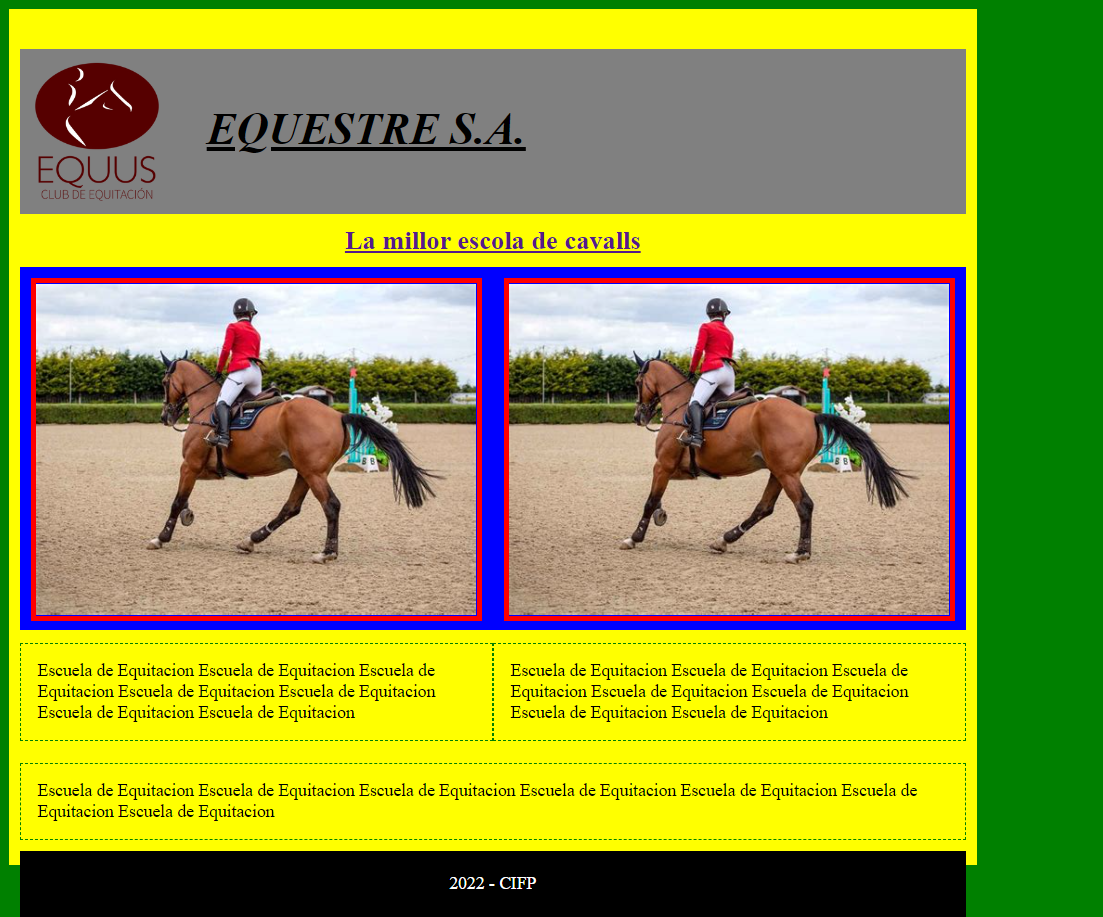 EQUUS
CLUB DE EQUITACIÓN
EQUESTRE S.A.
La millor escola de cavalls
Escuela de Equitacion Escuela de Equitacion Escuela de
Equitacion Escuela de Equitacion Escuela de Equitacion
Escuela de Equitacion Escuela de Equitacion
Escuela de Equitacion Escuela de Equitacion Escuela de
Equitacion Escuela de Equitacion Escuela de Equitacion
Escuela de Equitacion Escuela de Equitacion
Escuela de Equitacion Escuela de Equitacion Escuela de Equitacion Escuela de Equitacion Escuela de Equitacion Escuela de
Equitacion Escuela de Equitacion
2022 - CIFP